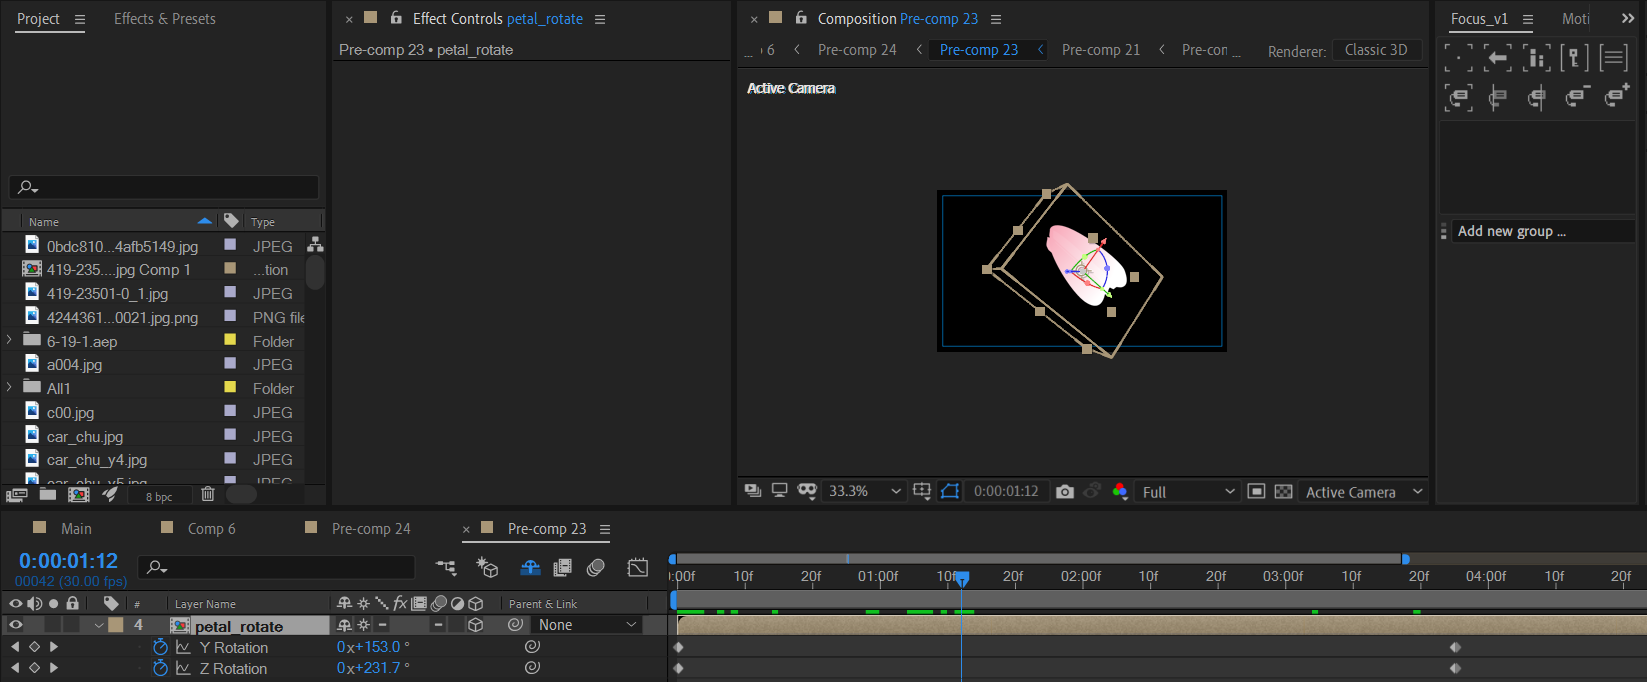 Project
Effects & Presets
Effect Controls petal_rotate
Composition Pre-comp 23
Focus_v1
Pre-comp 23 • petal_rotate
... 6
Pre-comp 24
Pre-comp 23
Pre-comp 21
Pre-con ...
Renderer:
Classic 3D
Active Camera
Name
Type
0bdc810...4afb5149.jpg
JPEG
419-235....jpg Comp 1
...tion
419-23501-0_1.jpg
JPEG
4244361...0021.jpg.png
PNG file
6-19-1.aep
Folder
a004.jpg
JPEG
All1
Folder
c00.jpg
JPEG
car_chu.jpg
JPEG
car_chu_y4.jpg
JPEG
car_chu_y5.jpg
JPEG
8 bpc
Add new group ...
33.3%
0:00:01:12
Full
Active Camera
Main
Comp 6
Pre-comp 24
Pre-comp 23
0:00:01:12
00042 (30.00 fps)
:00f
10f
20f
01:00f
10f
20f
02:00f
10f
20f
03:00f
10f
20f
04:00f
10f
20f
#
Layer Name
fx
Parent & Link
4
petal_rotate
None
Y Rotation
0x+153.0 °
Z Rotation
0x+231.7 °